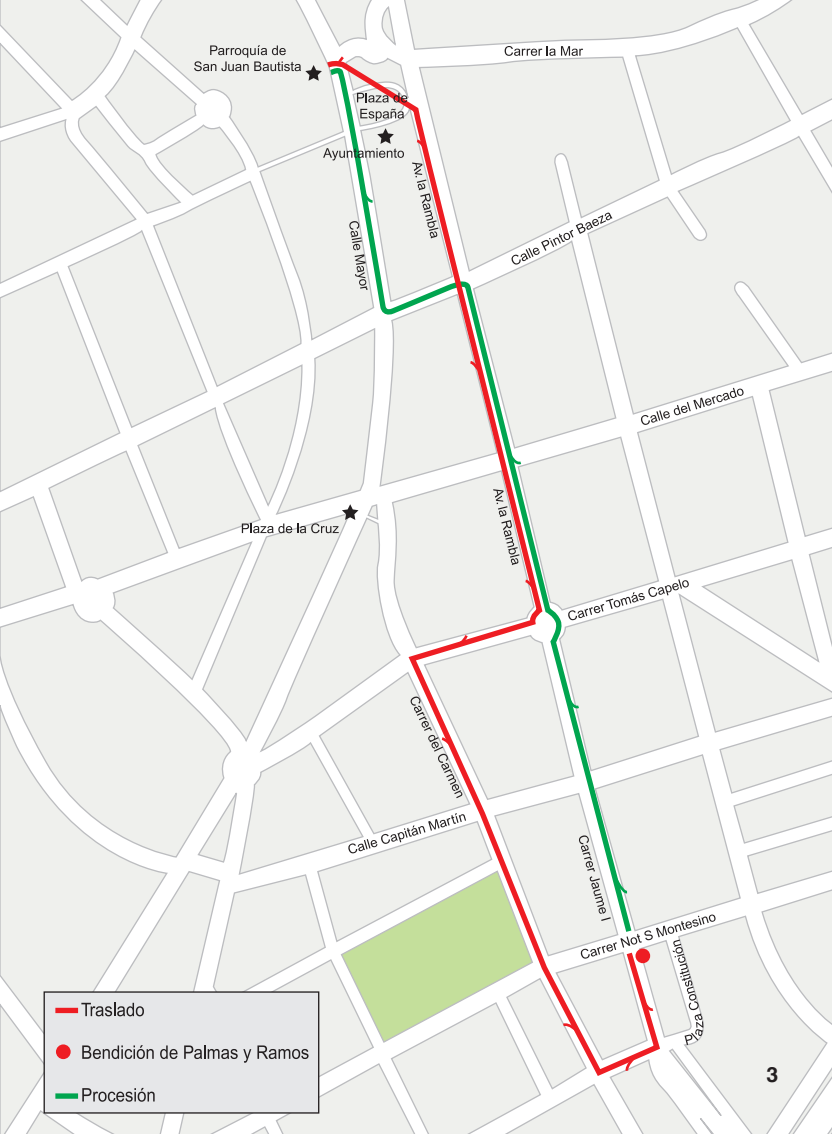 Parroquía de
San Juan Bautista
Carrer la Mar
Plaza de
España
Ayuntamiento
Av. la Rambla
Calle Mayor
Calle Pintor Baeza
Calle del Mercado
Av. la Rambla
Plaza de la Cruz
Carrer Tomás Capelo
Carrer del Carmen
Calle Capitán Martín
Carrer Jaume I
Carrer Not S Montesino
Plaza Constitución
Traslado
Bendición de Palmas y Ramos
Procesión
3